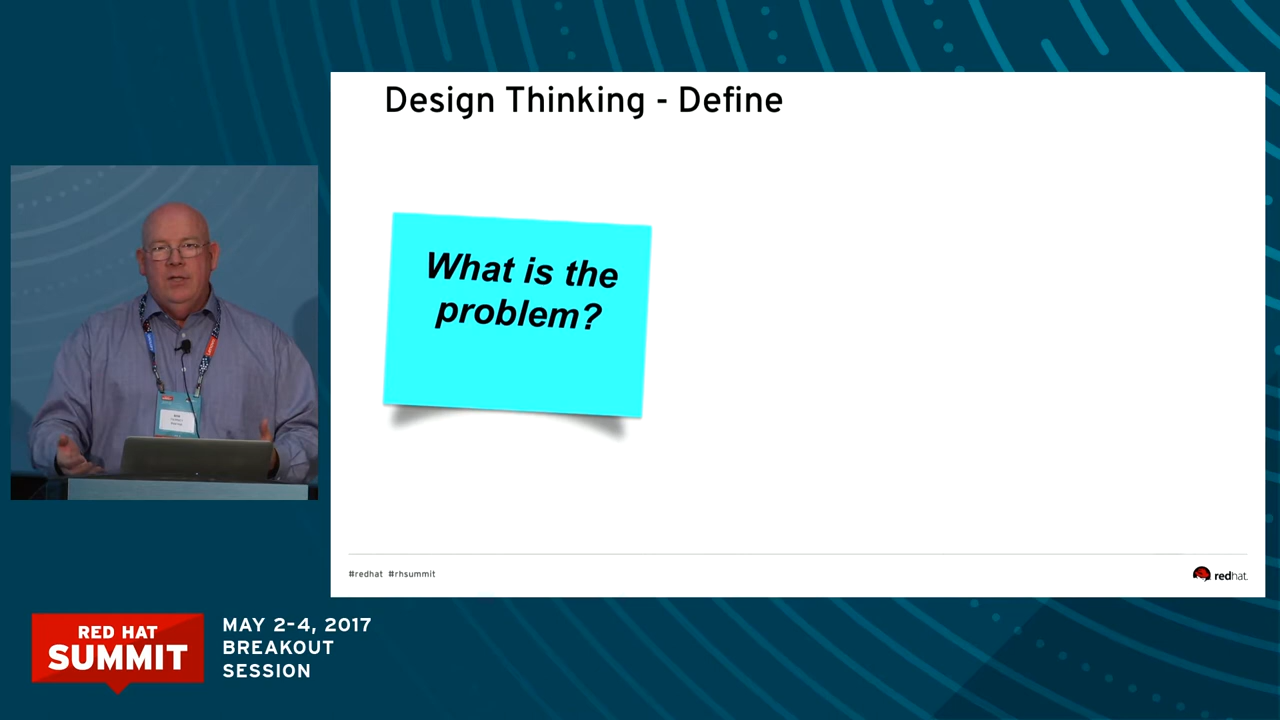 Design Thinking - Define
What is the
problem?
#redhat #rhsummit
redhat.
RED HAT
SUMMIT
MAY 2-4, 2017
BREAKOUT
SESSION